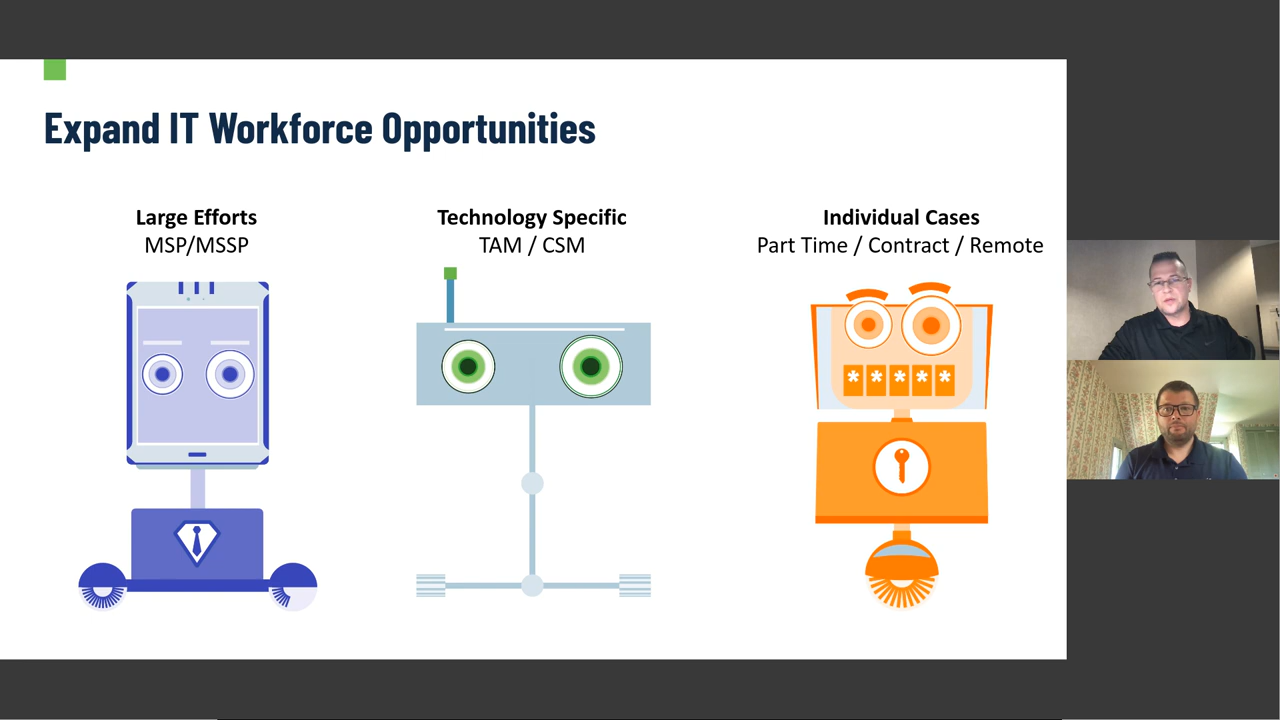 Expand IT Workforce Opportunities
Large Efforts
MSP/MSSP
Technology Specific
TAM / CSM
Individual Cases
Part Time / Contract / Remote
*****